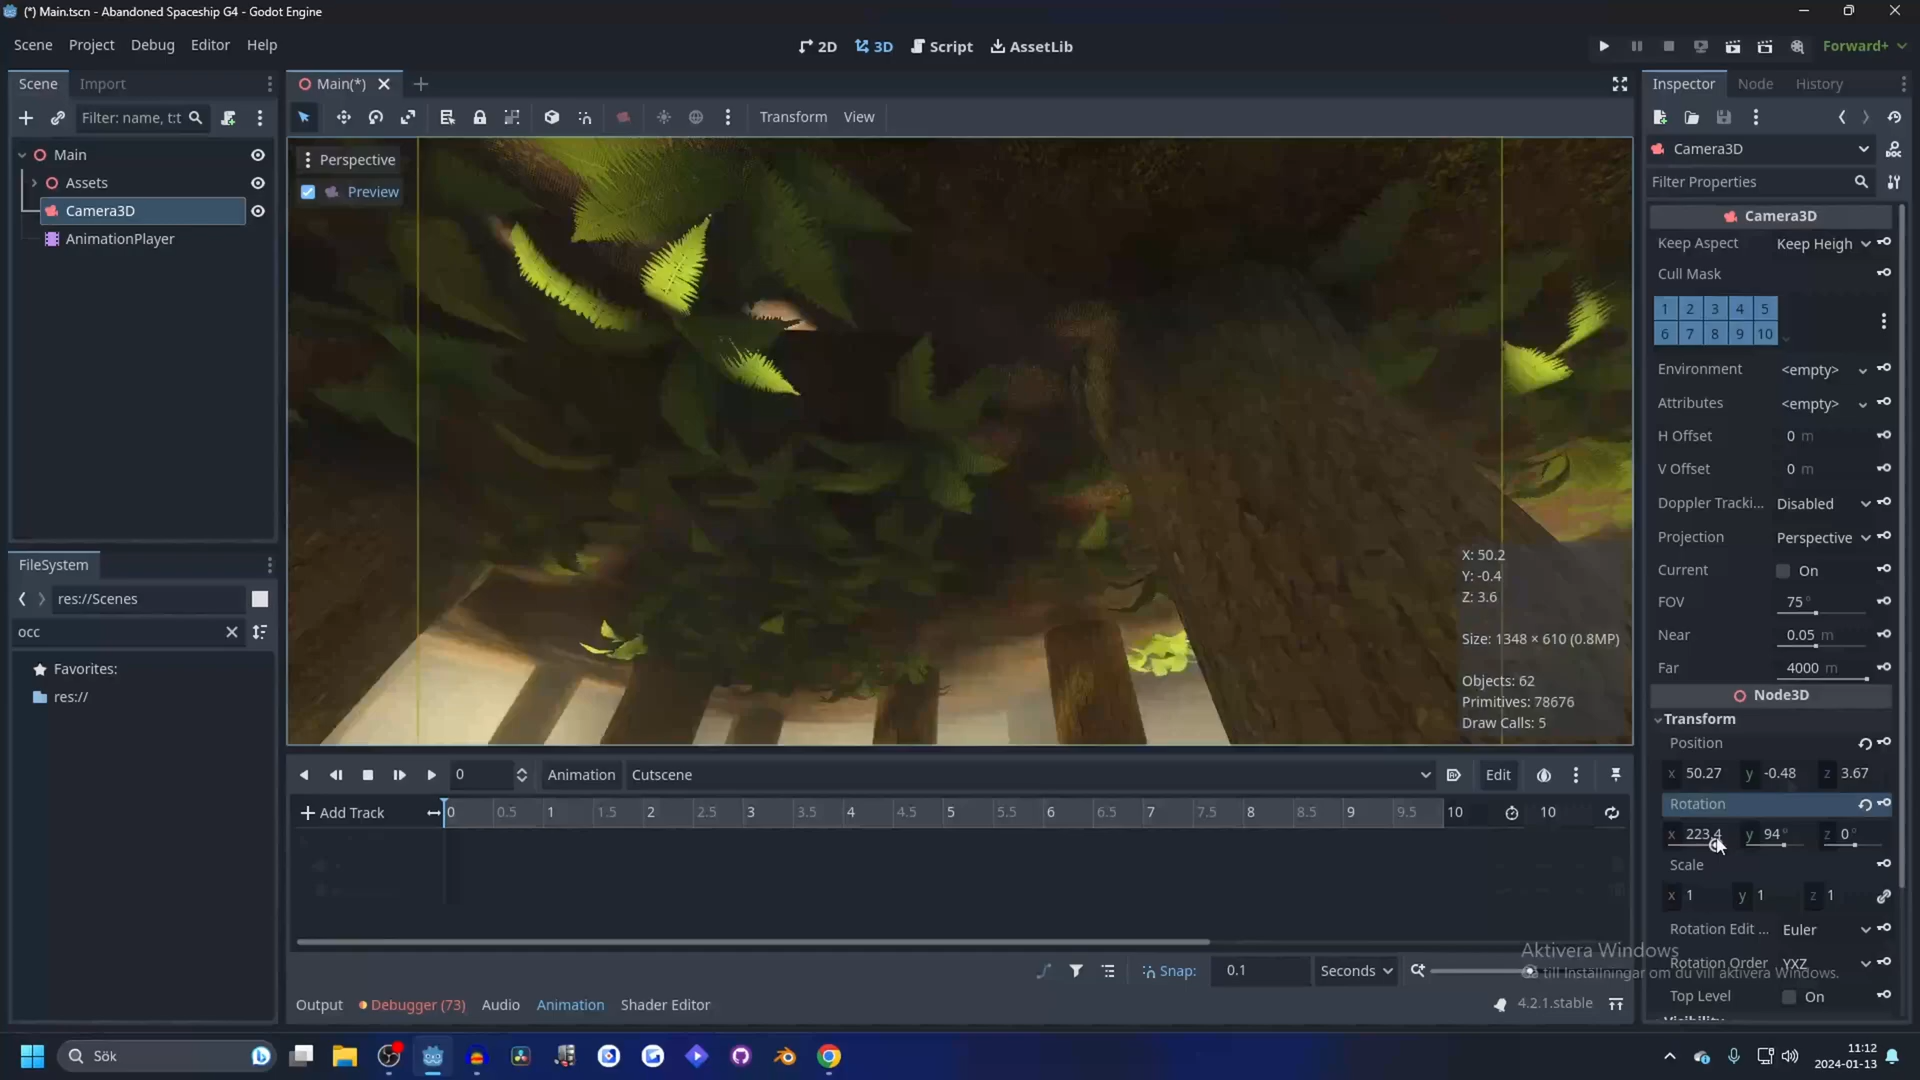 (*) Main.tscn - Abandoned Spaceship G4 - Godot Engine
Scene Project Debug Editor Help
2D 3D Script AssetLib
Forward+
Scene Import
Main(*)
Inspector Node History
Filter: name, t:t
Transform View
Camera3D
Filter Properties
Main
Assets
Camera3D
AnimationPlayer
Perspective
Preview
X: 50.2
Y: -0.4
Z: 3.6
Size: 1348 × 610 (0.8MP)
Objects: 62
Primitives: 78676
Draw Calls: 5
Camera3D
Keep Aspect Keep Heigh
Cull Mask
1 2 3 4 5
6 7 8 9 10
Environment <empty>
Attributes <empty>
H Offset 0 m
V Offset 0 m
Doppler Tracki... Disabled
Projection Perspective
Current On
FOV 75 °
Near 0.05 m
Far 4000 m
Node3D
Transform
Position
x 50.27 y -0.48 z 3.67
Rotation
x 223.4 y 94 ° z 0 °
Scale
x 1 y 1 z 1
Rotation Edit ... Euler
Rotation Order YXZ
Top Level On
Visibility
FileSystem
res://Scenes
occ
Favorites:
res://
0 Animation Cutscene Edit
Add Track 0 0.5 1 1.5 2 2.5 3 3.5 4 4.5 5 5.5 6 6.5 7 7.5 8 8.5 9 9.5 10 10
Snap: 0.1 Seconds
Output Debugger (73) Audio Animation Shader Editor
4.2.1.stable
Aktivera Windows
till Inställningar om du vill aktivera Windows.
Sök
11:12
2024-01-13